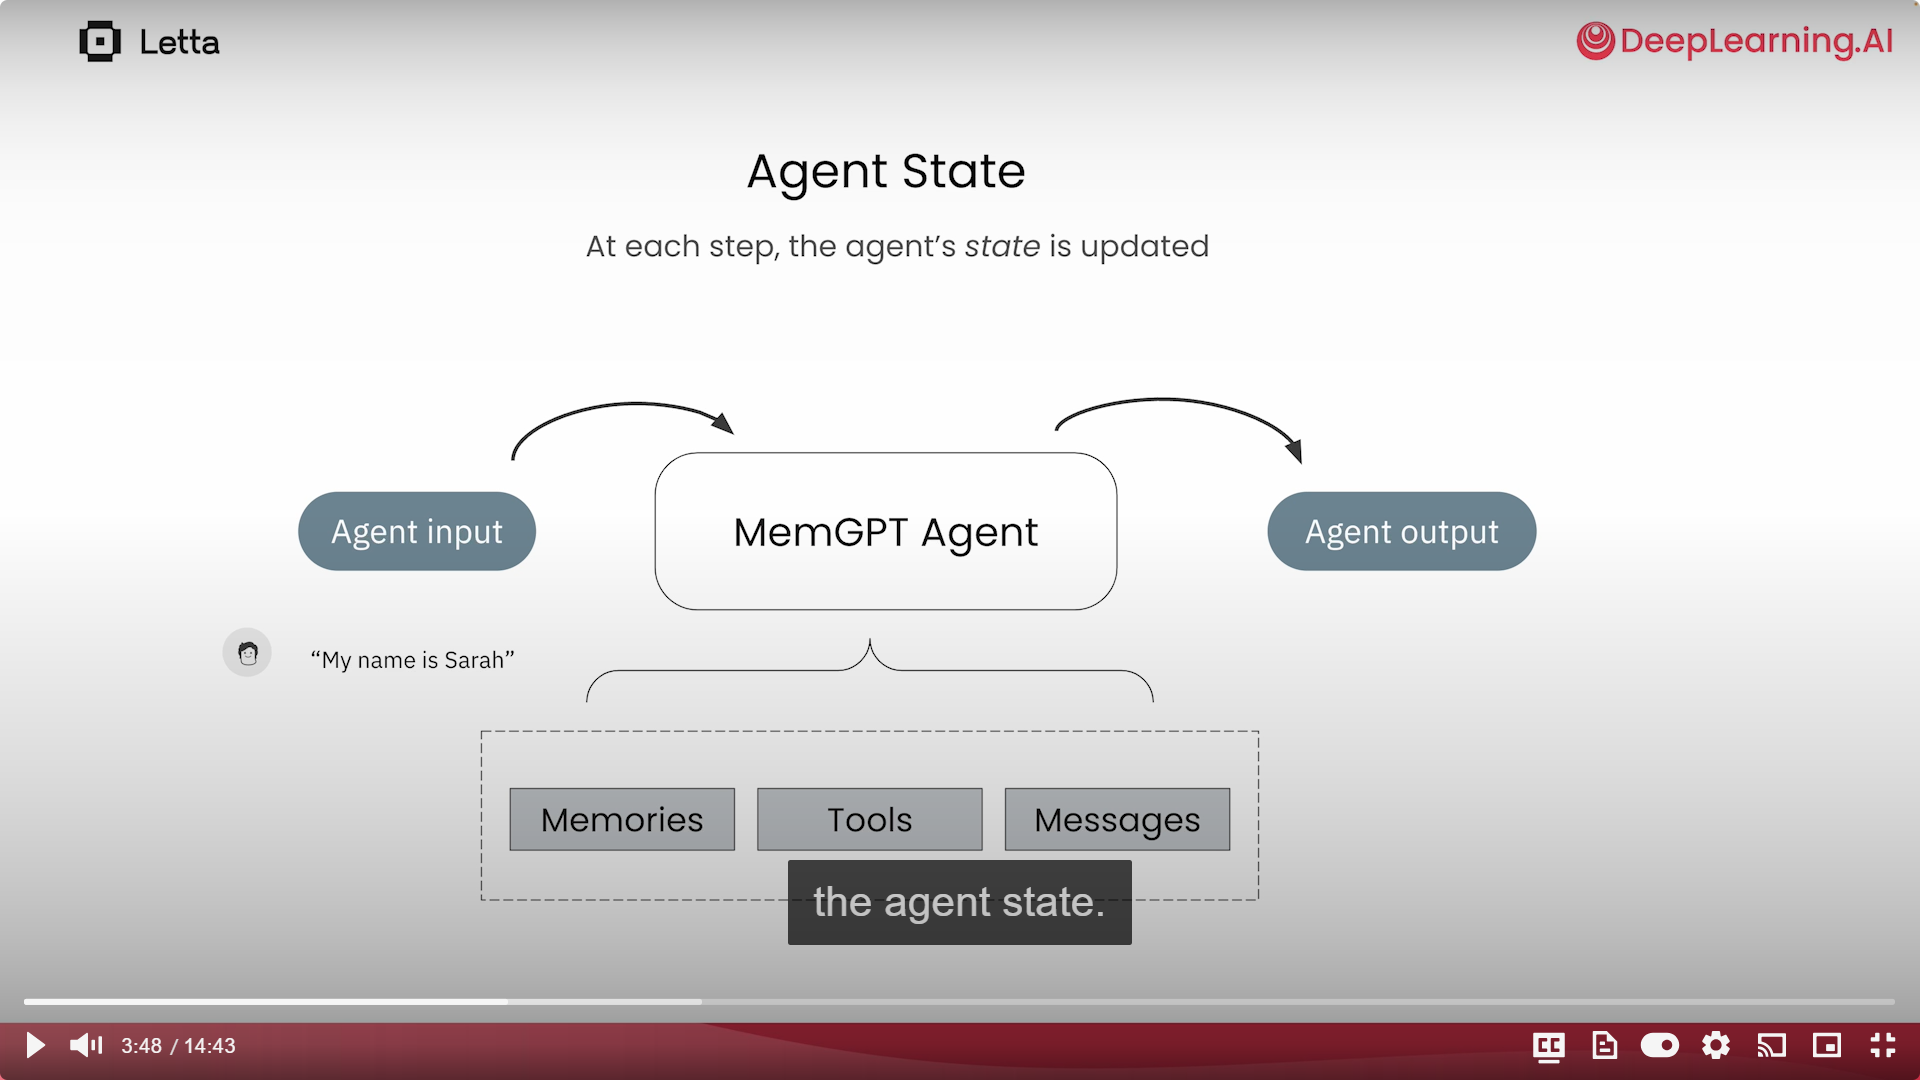 Letta
DeepLearning.AI
Agent State
At each step, the agent’s state is updated
Agent input
MemGPT Agent
Agent output
“My name is Sarah”
Memories
Tools
Messages
the agent state.
3:48 / 14:43
CC